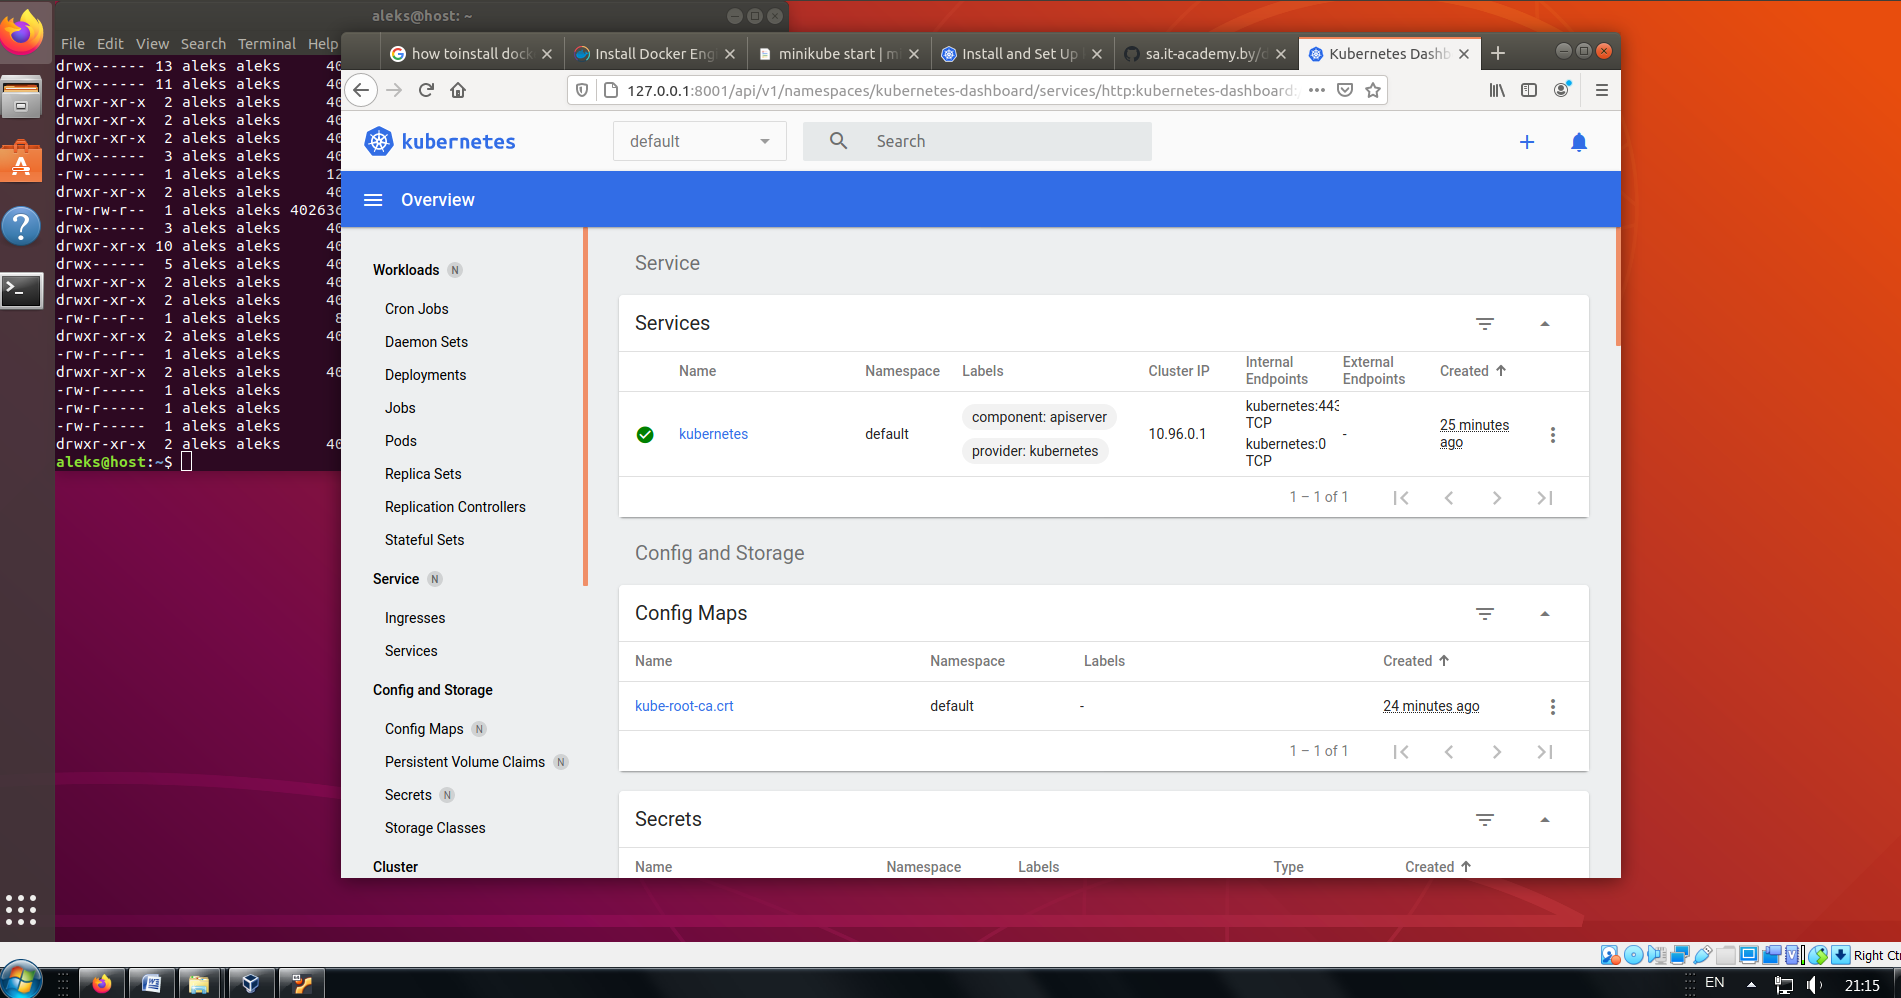 aleks@host: ~
File Edit View Search Terminal Help
drwx------ 13 aleks aleks 40
drwx------ 11 aleks aleks 40
drwxr-xr-x 2 aleks aleks 40
drwxr-xr-x 2 aleks aleks 40
drwxr-xr-x 2 aleks aleks 40
drwx------ 3 aleks aleks 40
-rw------- 1 aleks aleks 12
drwxr-xr-x 2 aleks aleks 40
-rw-rw-r-- 1 aleks aleks 402636
drwx------ 3 aleks aleks 40
drwxr-xr-x 10 aleks aleks 40
drwx------ 5 aleks aleks 40
drwxr-xr-x 2 aleks aleks 40
drwxr-xr-x 2 aleks aleks 40
-rw-r--r-- 1 aleks aleks 8
drwxr-xr-x 2 aleks aleks 40
-rw-r--r-- 1 aleks aleks
drwxr-xr-x 2 aleks aleks 40
-rw-r----- 1 aleks aleks
-rw-r----- 1 aleks aleks
-rw-r----- 1 aleks aleks
drwxr-xr-x 2 aleks aleks 40
aleks@host:~$
how toinstall dock
Install Docker Eng
minikube start | m
Install and Set Up
sa.it-academy.by/d
Kubernetes Dashb
127.0.0.1:8001/api/v1/namespaces/kubernetes-dashboard/services/http:kubernetes-dashboard:
kubernetes
default
Search
Overview
Workloads N
Cron Jobs
Daemon Sets
Deployments
Jobs
Pods
Replica Sets
Replication Controllers
Stateful Sets
Service N
Ingresses
Services
Config and Storage
Config Maps N
Persistent Volume Claims N
Secrets N
Storage Classes
Cluster
Service
Services
Name Namespace Labels Cluster IP Internal Endpoints External Endpoints Created
kubernetes default component: apiserver provider: kubernetes 10.96.0.1 kubernetes:443 TCP kubernetes:0 TCP - 25 minutes ago
1 – 1 of 1
Config and Storage
Config Maps
Name Namespace Labels Created
kube-root-ca.crt default - 24 minutes ago
1 – 1 of 1
Secrets
Name Namespace Labels Type Created
Right Ctr
EN
21:15